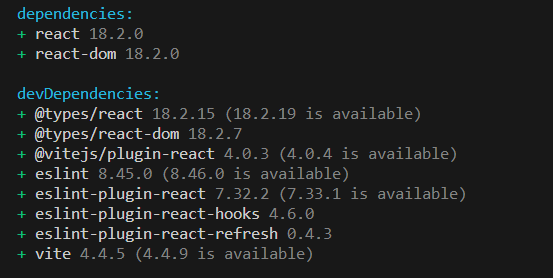 dependencies:
+ react 18.2.0
+ react-dom 18.2.0
devDependencies:
+ @types/react 18.2.15 (18.2.19 is available)
+ @types/react-dom 18.2.7
+ @vitejs/plugin-react 4.0.3 (4.0.4 is available)
+ eslint 8.45.0 (8.46.0 is available)
+ eslint-plugin-react 7.32.2 (7.33.1 is available)
+ eslint-plugin-react-hooks 4.6.0
+ eslint-plugin-react-refresh 0.4.3
+ vite 4.4.5 (4.4.9 is available)